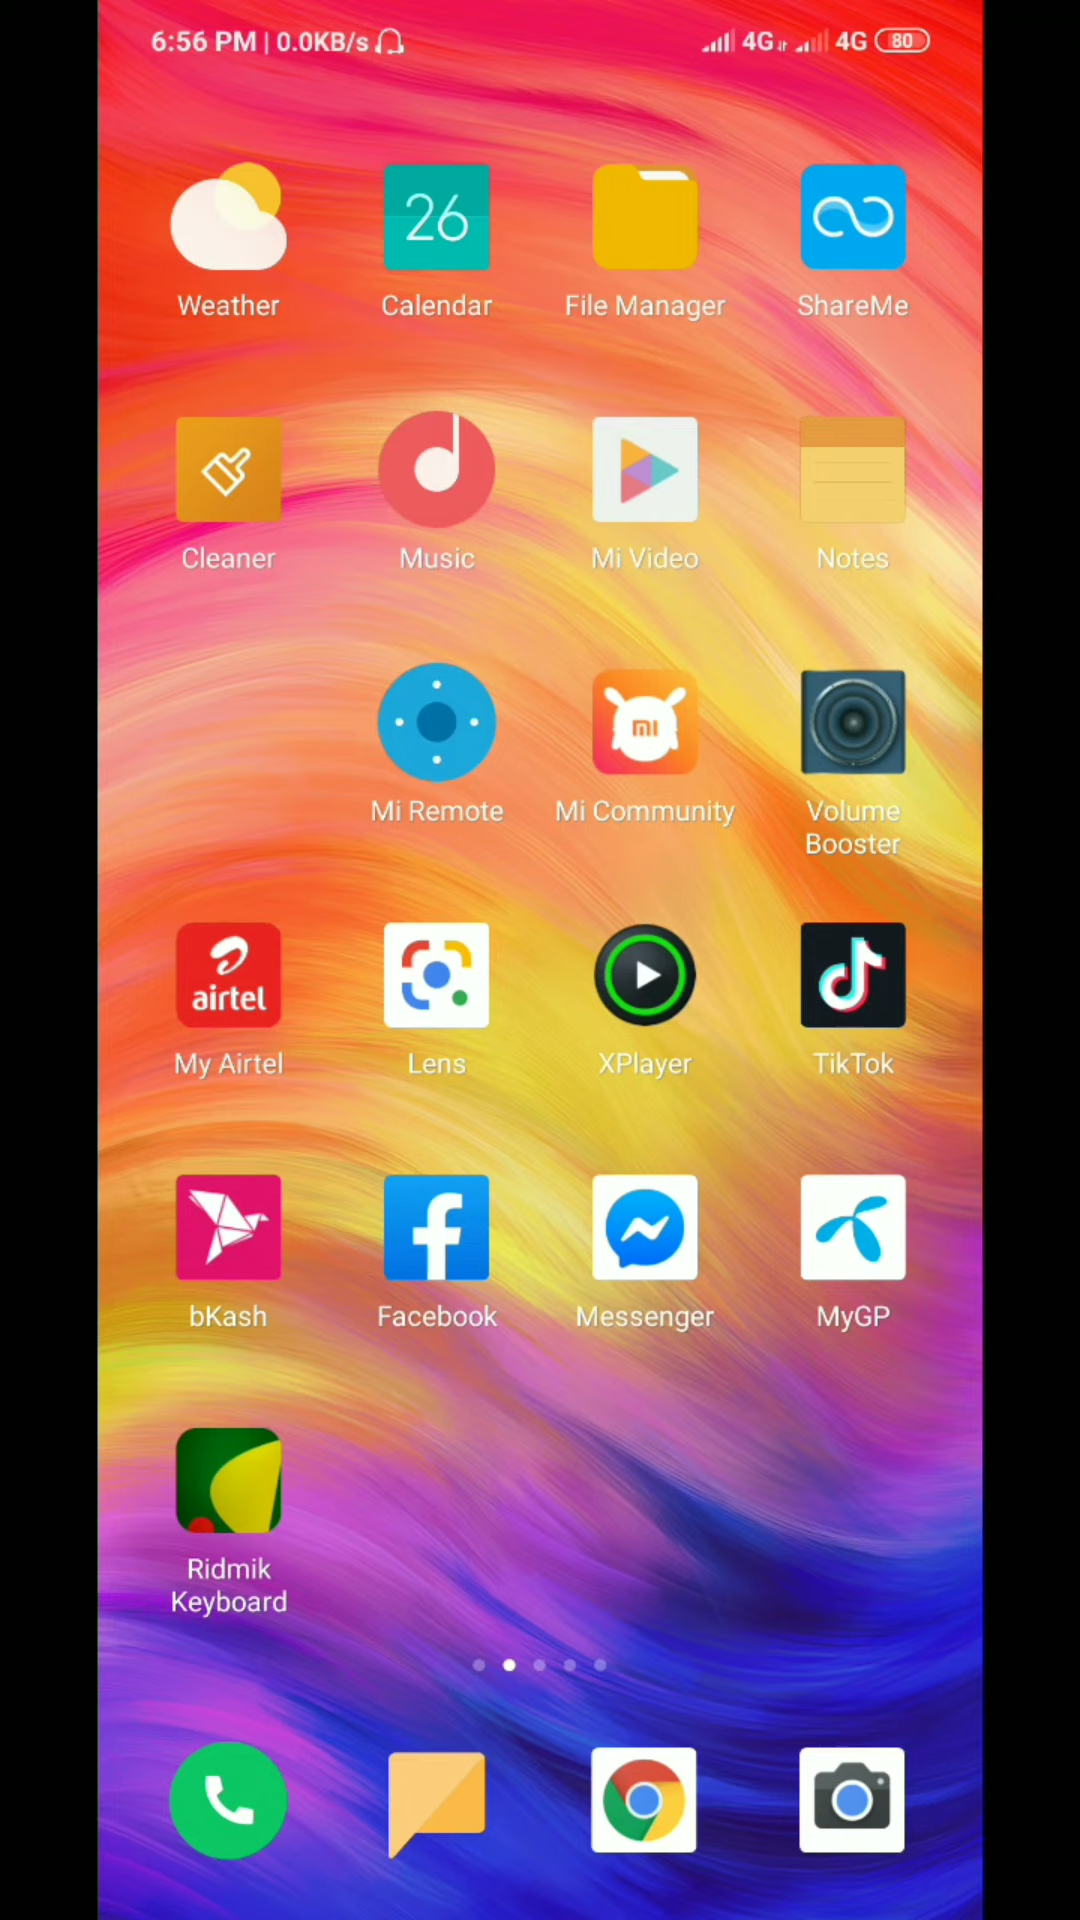 6:56 PM | 0.0KB/s 4G 4G 80
26
Weather Calendar File Manager ShareMe
Cleaner Music Mi Video Notes
mi
Mi Remote Mi Community Volume
Booster
airtel
My Airtel Lens XPlayer TikTok
bKash Facebook Messenger MyGP
Ridmik
Keyboard